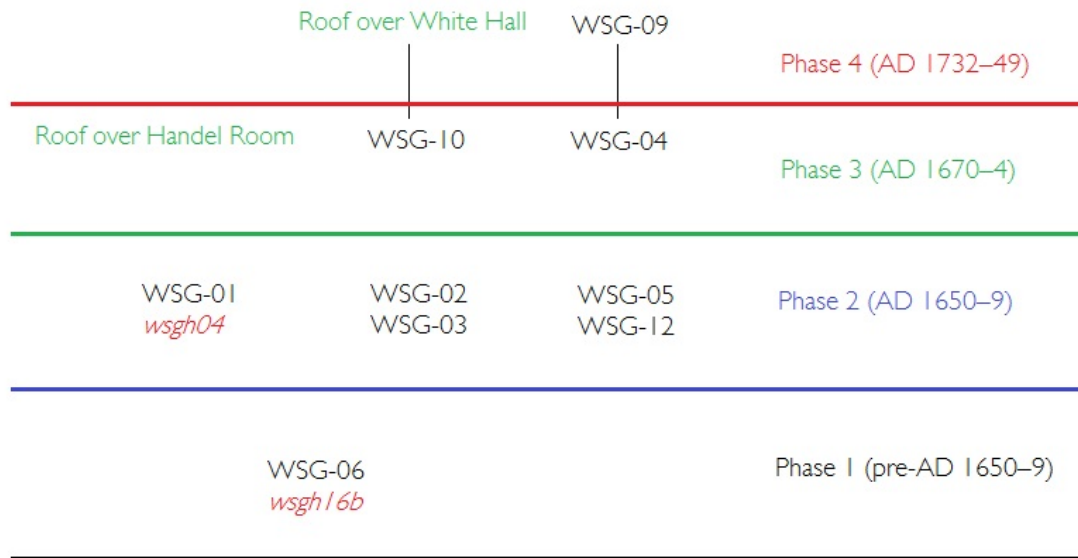 Roof over White Hall WSG-09
Phase 4 (AD 1732–49)
Roof over Handel Room WSG-10 WSG-04
Phase 3 (AD 1670–4)
WSG-01 WSG-02 WSG-05 Phase 2 (AD 1650–9)
wsgh04 WSG-03 WSG-12
WSG-06 Phase 1 (pre-AD 1650–9)
wsgh16b